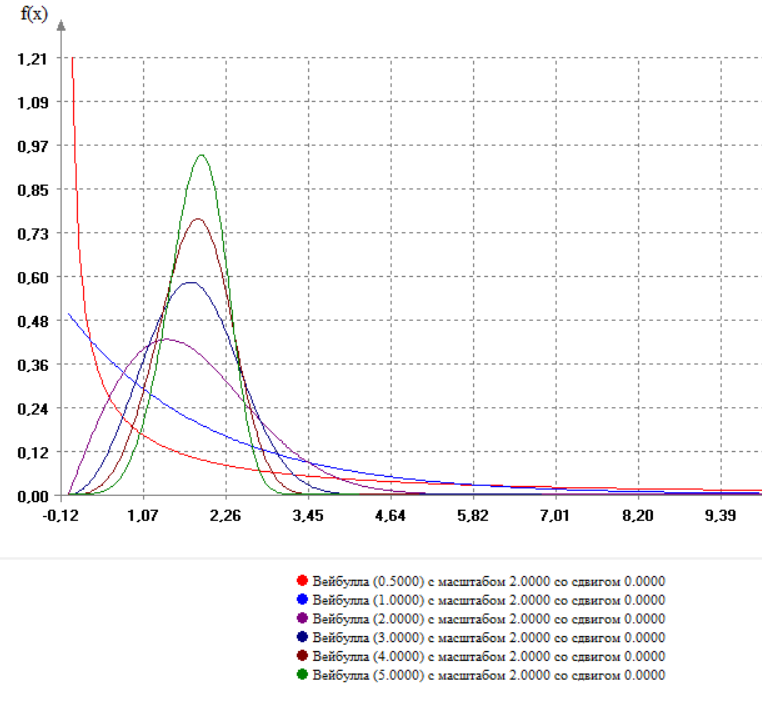 f(x)
1,21
1,09
0,97
0,85
0,73
0,60
0,48
0,36
0,24
0,12
0,00
-0,12 1,07 2,26 3,45 4,64 5,82 7,01 8,20 9,39
Вейбулла (0.5000) с масштабом 2.0000 со сдвигом 0.0000
Вейбулла (1.0000) с масштабом 2.0000 со сдвигом 0.0000
Вейбулла (2.0000) с масштабом 2.0000 со сдвигом 0.0000
Вейбулла (3.0000) с масштабом 2.0000 со сдвигом 0.0000
Вейбулла (4.0000) с масштабом 2.0000 со сдвигом 0.0000
Вейбулла (5.0000) с масштабом 2.0000 со сдвигом 0.0000